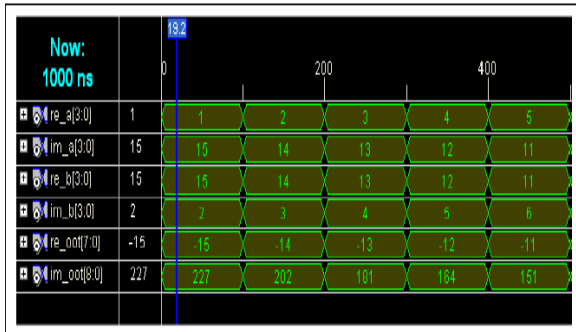 19.2
Now:
1000 ns
0 200 400
re_a[3:0] 1 1 2 3 4 5
im_a[3:0] 15 15 14 13 12 11
re_b[3:0] 15 15 14 13 12 11
im_b[3:0] 2 2 3 4 5 6
re_oot[7:0] -15 -15 -14 -13 -12 -11
im_oot[8:0] 227 227 202 181 164 151